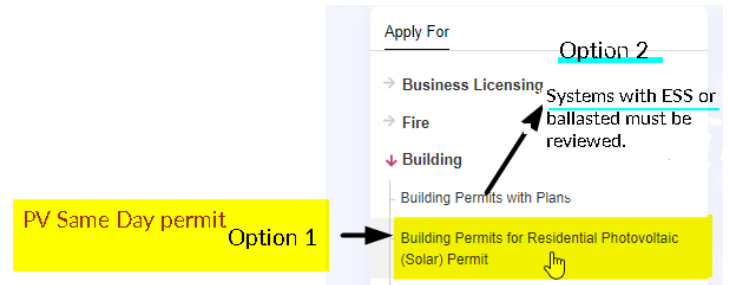 Apply For
Option 2
Business Licensing
Systems with ESS or
ballasted must be
reviewed.
Fire
Building
Building Permits with Plans
PV Same Day permit
Option 1
Building Permits for Residential Photovoltaic
(Solar) Permit